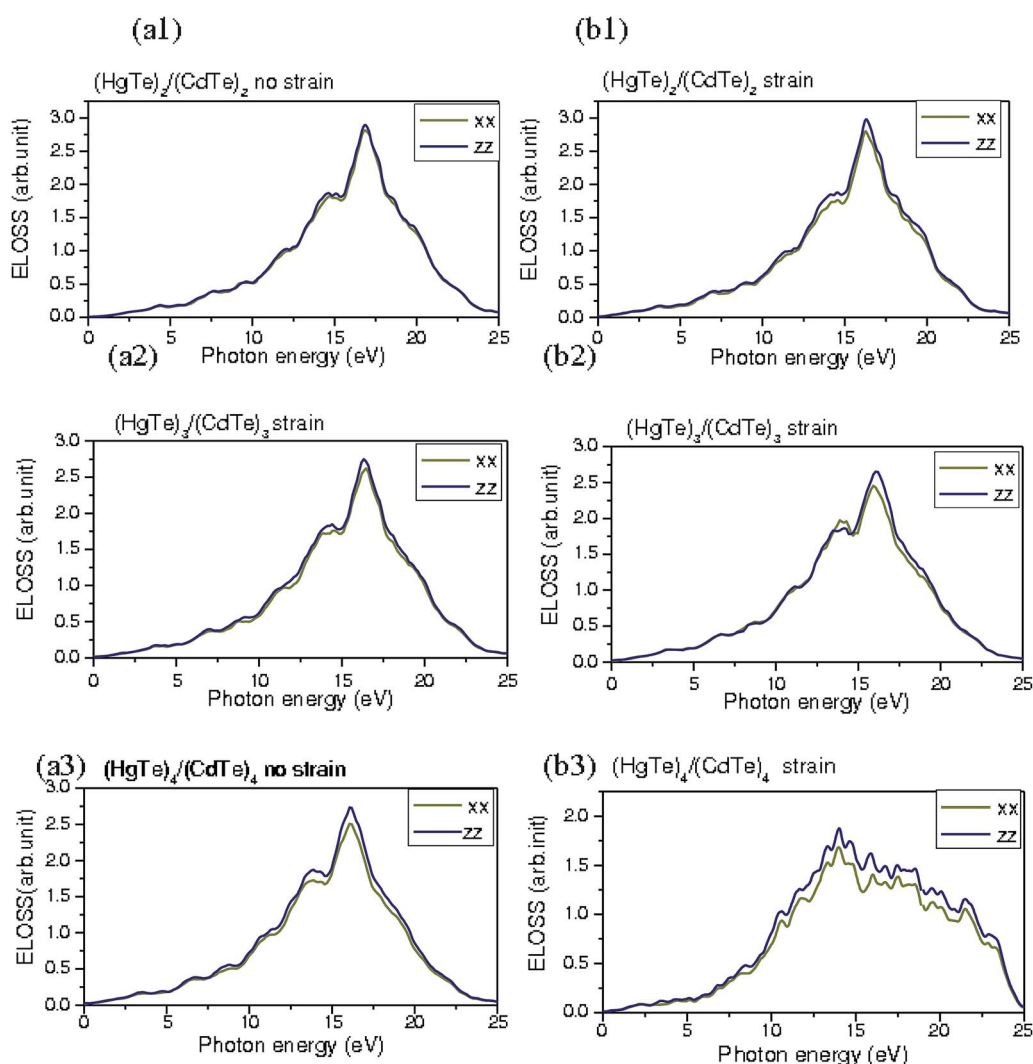 (a1)
(HgTe)2/(CdTe)2 no strain
ELOSS (arb.unit)
3.0
2.5
2.0
1.5
1.0
0.5
0.0
xx
zz
0 5 10 15 20 25
Photon energy (eV)
(b1)
(HgTe)2/(CdTe)2 strain
ELOSS (arb.unit)
3.0
2.5
2.0
1.5
1.0
0.5
0.0
xx
zz
0 5 10 15 20 25
Photon energy (eV)
(a2)
(HgTe)3/(CdTe)3 strain
ELOSS (arb.unit)
3.0
2.5
2.0
1.5
1.0
0.5
0.0
xx
zz
0 5 10 15 20 25
Photon energy (eV)
(b2)
(HgTe)3/(CdTe)3 strain
ELOSS (arb.unit)
3.0
2.5
2.0
1.5
1.0
0.5
0.0
xx
zz
0 5 10 15 20 25
Photon energy (eV)
(a3)
(HgTe)4/(CdTe)4 no strain
ELOSS(arb.unit)
3.0
2.5
2.0
1.5
1.0
0.5
0.0
xx
zz
0 5 10 15 20 25
Photon energy (eV)
(b3)
(HgTe)4/(CdTe)4 strain
ELOSS (arb.init)
2.0
1.5
1.0
0.5
0.0
xx
zz
0 5 10 15 20 25
Photon energy (eV)